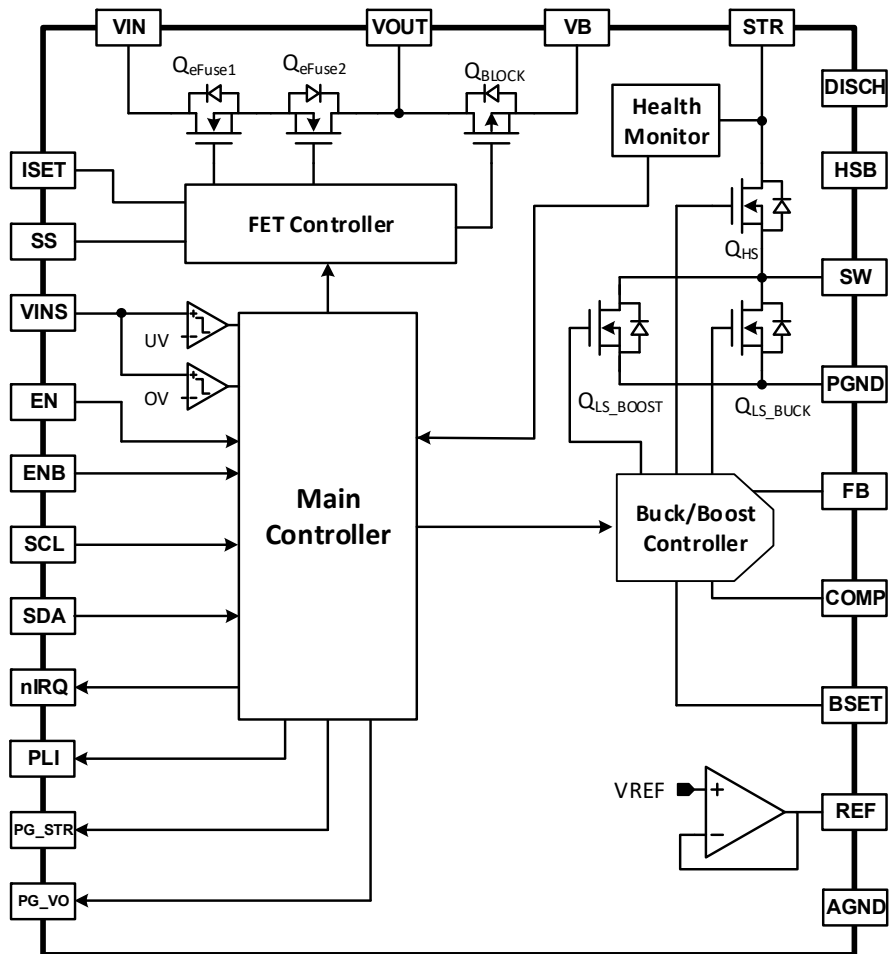 VIN
VOUT
VB
STR
QeFuse1
QeFuse2
QBLOCK
DISCH
Health
Monitor
ISET
HSB
FET Controller
QHS
SS
SW
VINS
UV
OV
PGND
EN
QLS_BOOST
QLS_BUCK
ENB
FB
Main
Controller
Buck/Boost
Controller
SCL
COMP
SDA
nIRQ
BSET
PLI
VREF
REF
PG_STR
PG_VO
AGND